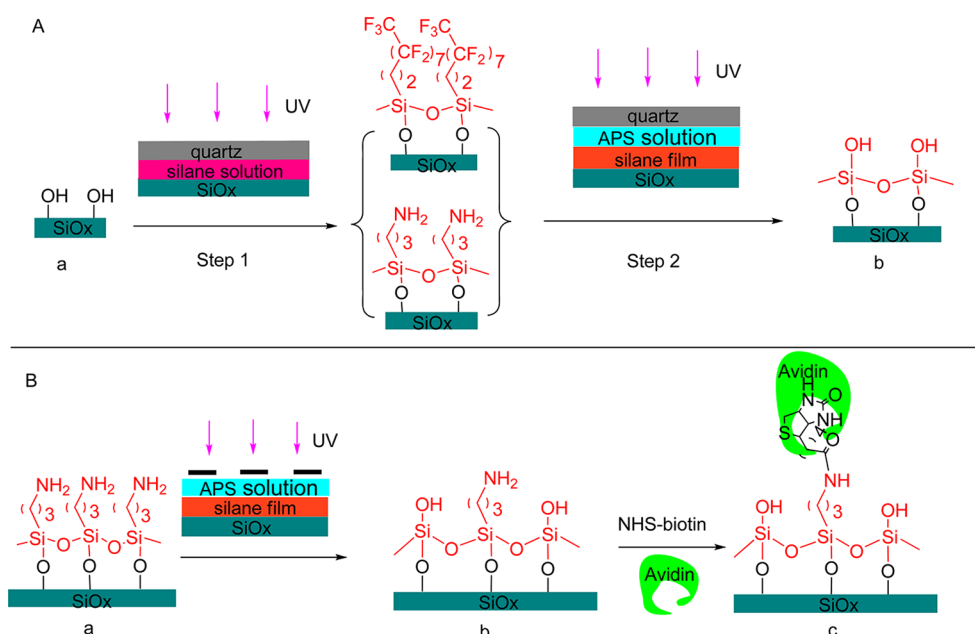 A
UV
quartz
silane solution
SiOx
OH OH
SiOx
a
Step 1
F3C F3C
(CF2)7 (CF2)7
( )2 ( )2
Si O Si
O O
SiOx
NH2 NH2
( )3 ( )3
Si O Si
O O
SiOx
UV
quartz
APS solution
silane film
SiOx
Step 2
OH OH
Si O Si
O O
SiOx
b
B
NH2 NH2 NH2
( )3 ( )3 ( )3
Si O Si O Si
O O O
SiOx
a
UV
APS solution
silane film
SiOx
NH2
OH ( )3 OH
Si O Si O Si
O O O
SiOx
b
NHS-biotin
Avidin
Avidin
H
N O
NH
S O
NH
OH ( )3 OH
Si O Si O Si
O O O
SiOx
c